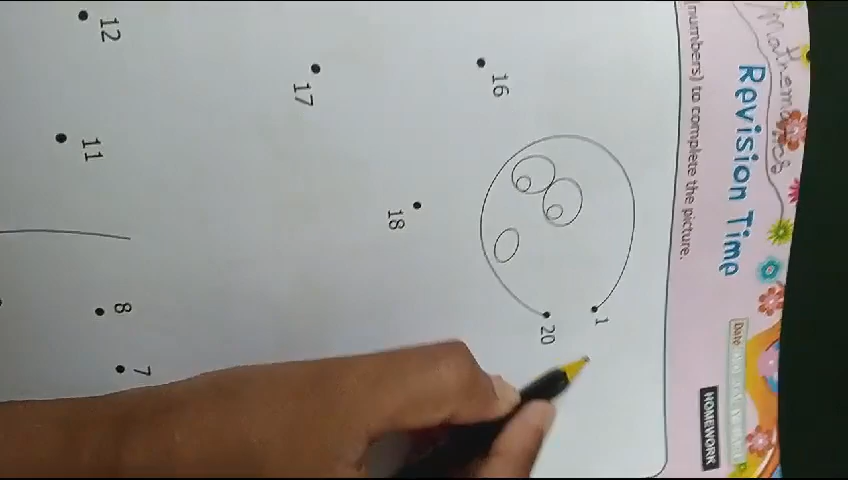 Mathematics
Revision Time
Date
HOMEWORK
(numbers) to complete the picture.
1
20
16
18
17
12
11
8
7